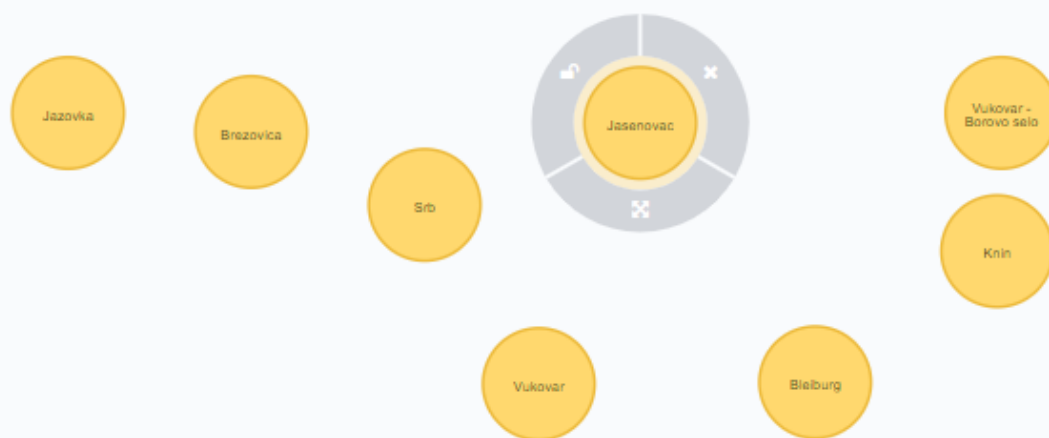 Jazovka
Brezovica
Srb
Jasenovac
Vukovar -
Borovo selo
Knin
Vukovar
Bleiburg